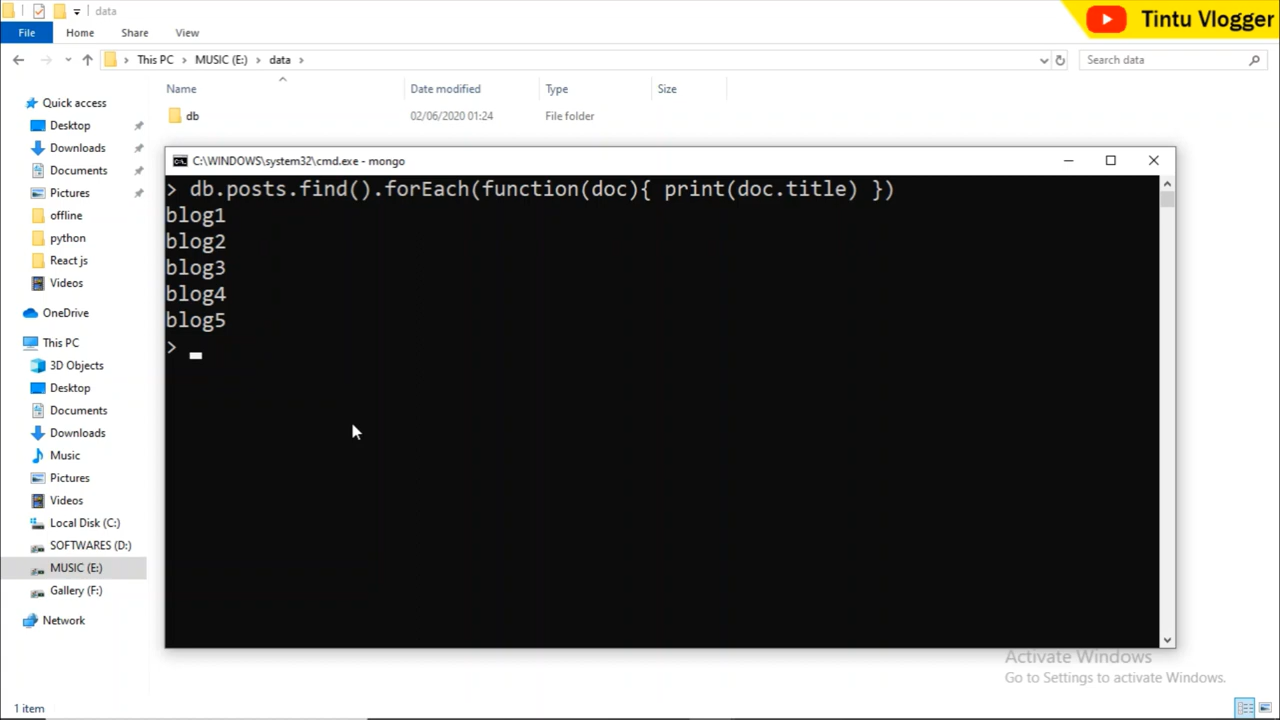 data
Tintu Vlogger
File Home Share View
This PC MUSIC (E:) data
Search data
Name Date modified Type Size
db 02/06/2020 01:24 File folder
Quick access
Desktop
Downloads
Documents
Pictures
offline
python
React js
Videos
OneDrive
This PC
3D Objects
Desktop
Documents
Downloads
Music
Pictures
Videos
Local Disk (C:)
SOFTWARES (D:)
MUSIC (E:)
Gallery (F:)
Network
C:\WINDOWS\system32\cmd.exe - mongo
> db.posts.find().forEach(function(doc){ print(doc.title) })
blog1
blog2
blog3
blog4
blog5
>
Activate Windows
Go to Settings to activate Windows.
1 item